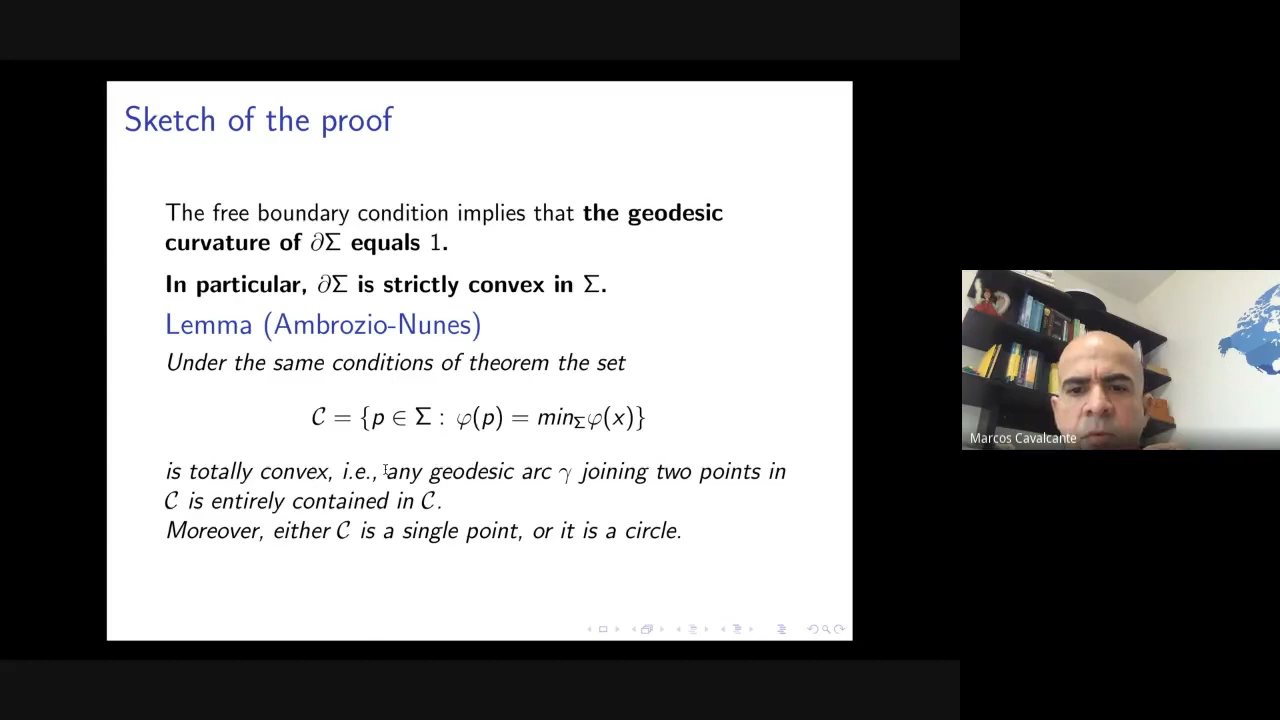 Sketch of the proof
The free boundary condition implies that the geodesic
curvature of ∂Σ equals 1.
In particular, ∂Σ is strictly convex in Σ.
Lemma (Ambrozio-Nunes)
Under the same conditions of theorem the set
𝒞 = {p ∈ Σ : φ(p) = min_Σ φ(x)}
is totally convex, i.e., any geodesic arc γ joining two points in
𝒞 is entirely contained in 𝒞.
Moreover, either 𝒞 is a single point, or it is a circle.
Marcos Cavalcante